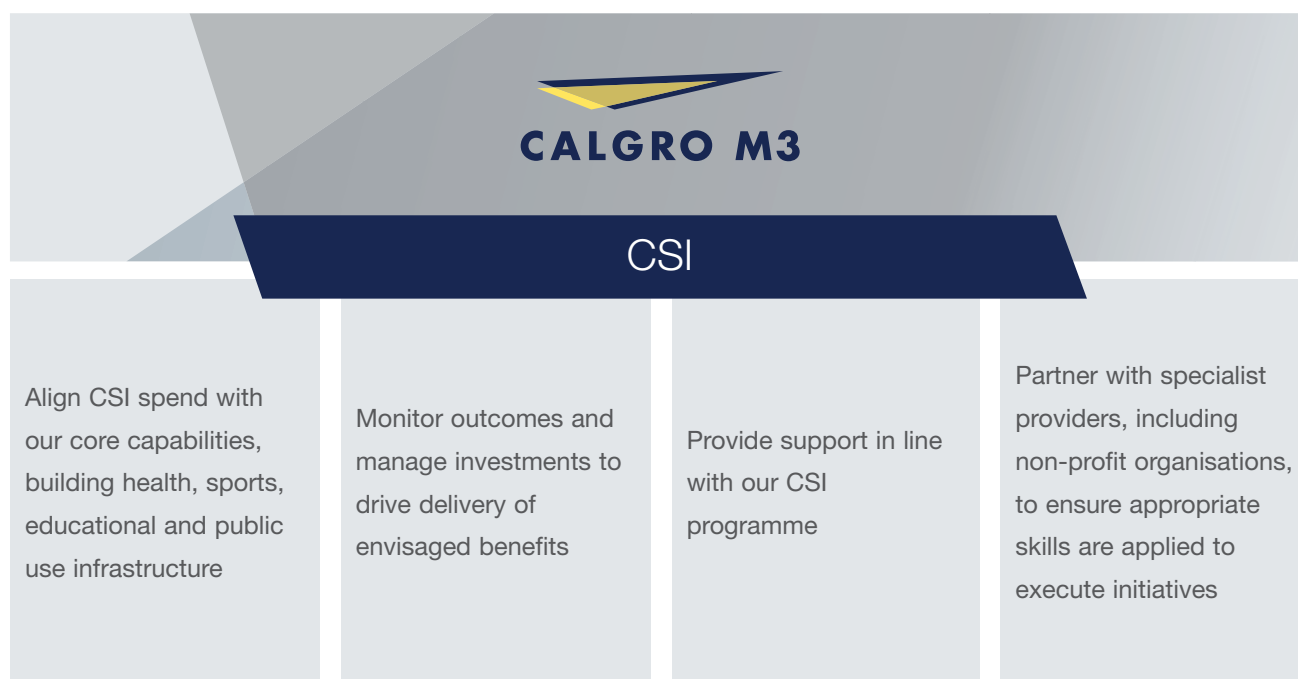 CALGRO M3
CSI
Align CSI spend with
our core capabilities,
building health, sports,
educational and public
use infrastructure
Monitor outcomes and
manage investments to
drive delivery of
envisaged benefits
Provide support in line
with our CSI
programme
Partner with specialist
providers, including
non-profit organisations,
to ensure appropriate
skills are applied to
execute initiatives